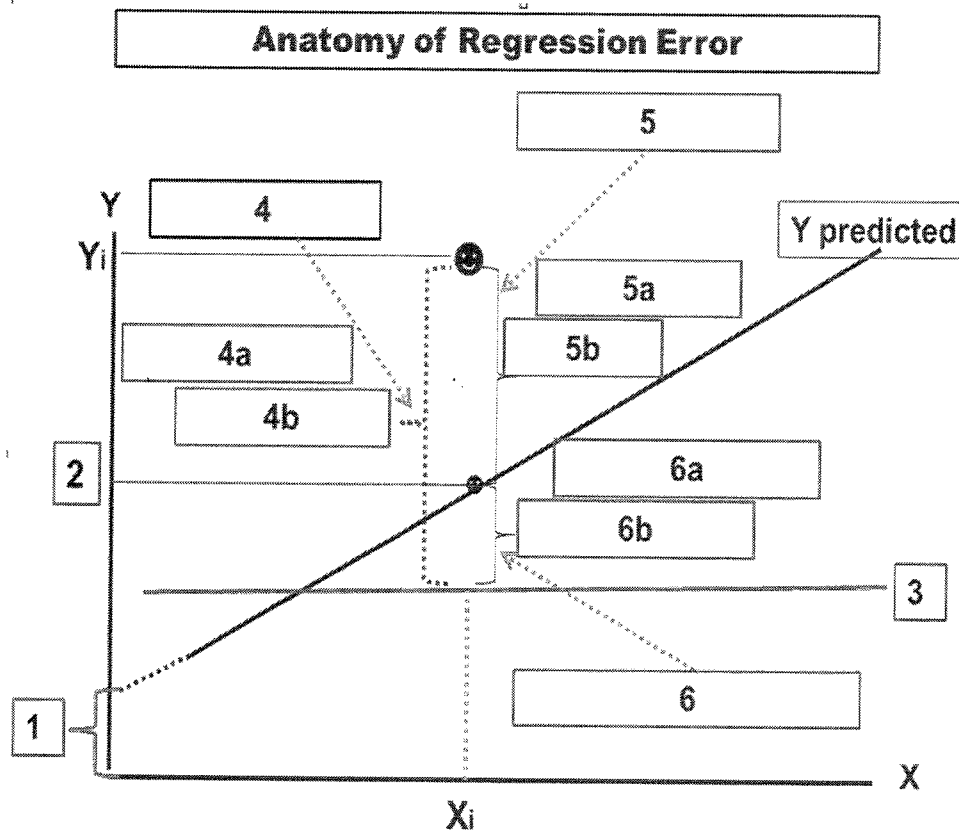 Anatomy of Regression Error
5
4
Y
Y predicted
Yi
5a
4a
5b
4b
2
6a
6b
3
1
6
X
Xi